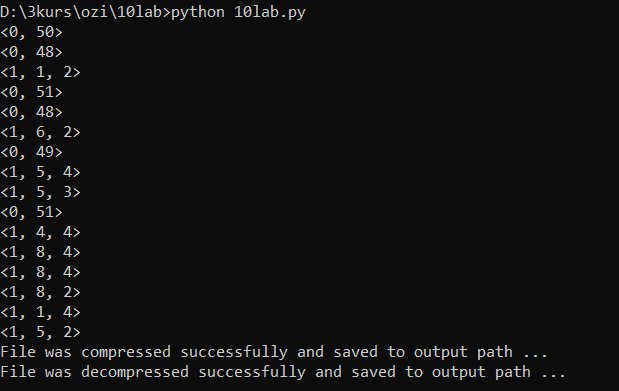 D:\3kurs\ozi\10lab>python 10lab.py
<0, 50>
<0, 48>
<1, 1, 2>
<0, 51>
<0, 48>
<1, 6, 2>
<0, 49>
<1, 5, 4>
<1, 5, 3>
<0, 51>
<1, 4, 4>
<1, 8, 4>
<1, 8, 4>
<1, 8, 2>
<1, 1, 4>
<1, 5, 2>
File was compressed successfully and saved to output path ...
File was decompressed successfully and saved to output path ...